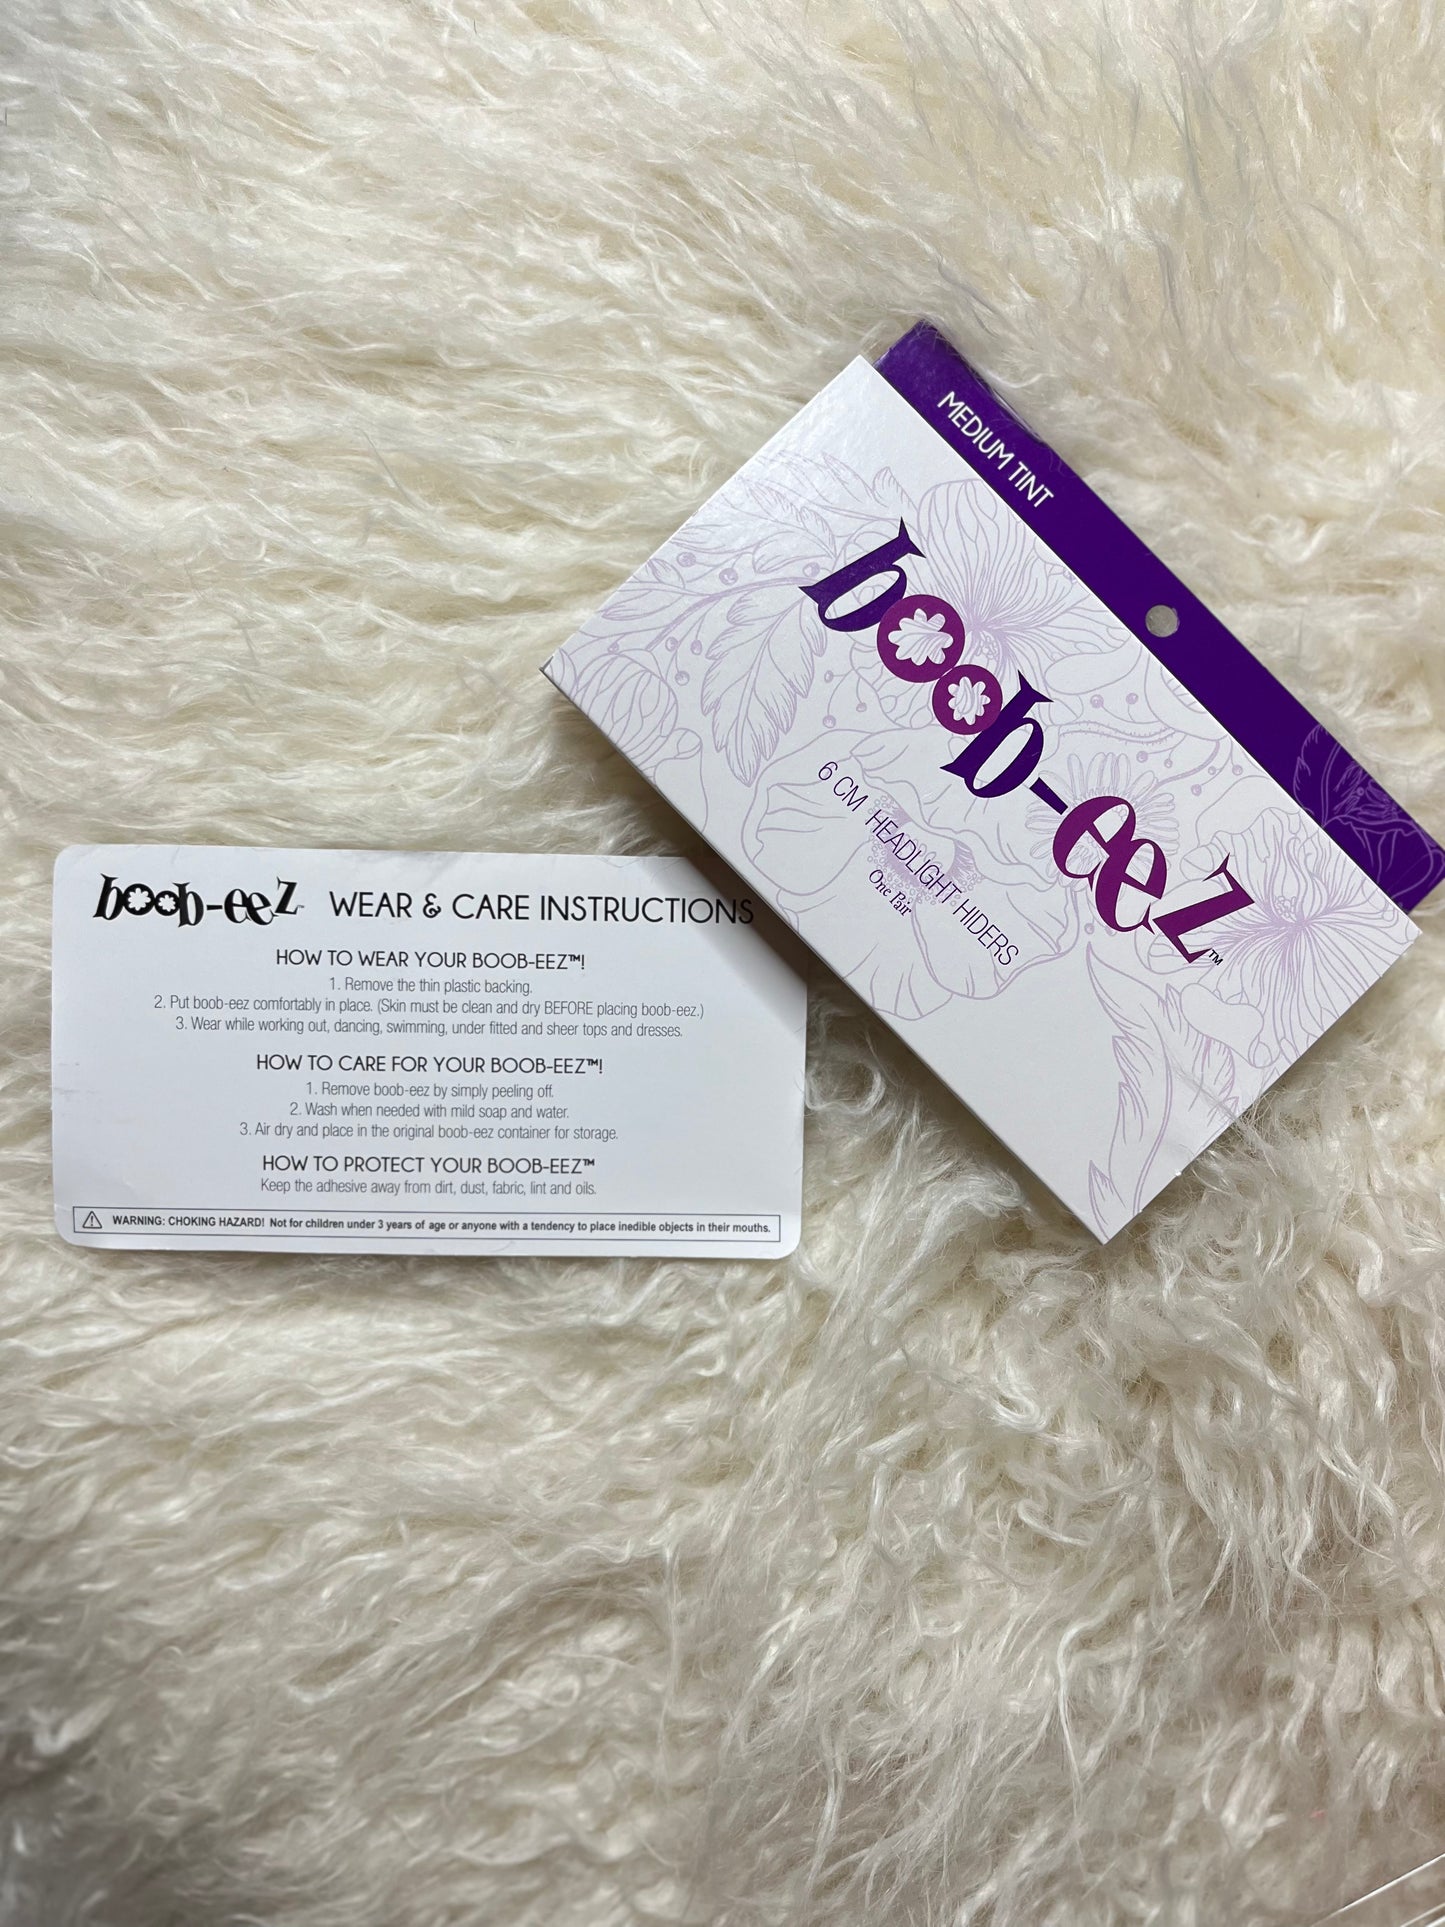 MEDIUM TINT
boob-eez™
6 CM HEADLIGHT HIDERS
One Pair
boob-eez™ WEAR & CARE INSTRUCTIONS
HOW TO WEAR YOUR BOOB-EEZ™!
1. Remove the thin plastic backing.
2. Put boob-eez comfortably in place. (Skin must be clean and dry BEFORE placing boob-eez.)
3. Wear while working out, dancing, swimming, under fitted and sheer tops and dresses.
HOW TO CARE FOR YOUR BOOB-EEZ™!
1. Remove boob-eez by simply peeling off.
2. Wash when needed with mild soap and water.
3. Air dry and place in the original boob-eez container for storage.
HOW TO PROTECT YOUR BOOB-EEZ™
Keep the adhesive away from dirt, dust, fabric, lint and oils.
WARNING: CHOKING HAZARD! Not for children under 3 years of age or anyone with a tendency to place inedible objects in their mouths.